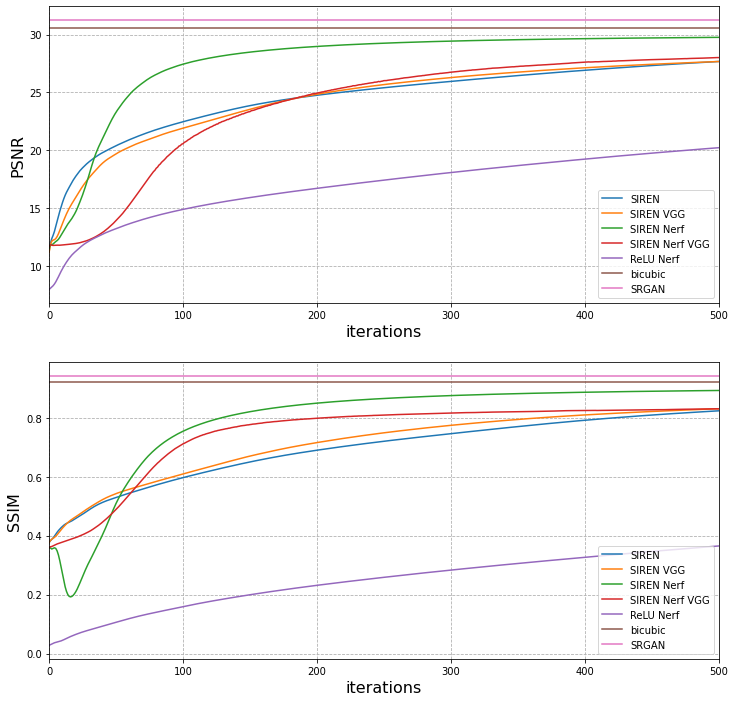 30
25
20
15
10
PSNR
0 100 200 300 400 500
iterations
SIREN
SIREN VGG
SIREN Nerf
SIREN Nerf VGG
ReLU Nerf
bicubic
SRGAN
0.8
0.6
0.4
0.2
0.0
SSIM
0 100 200 300 400 500
iterations
SIREN
SIREN VGG
SIREN Nerf
SIREN Nerf VGG
ReLU Nerf
bicubic
SRGAN